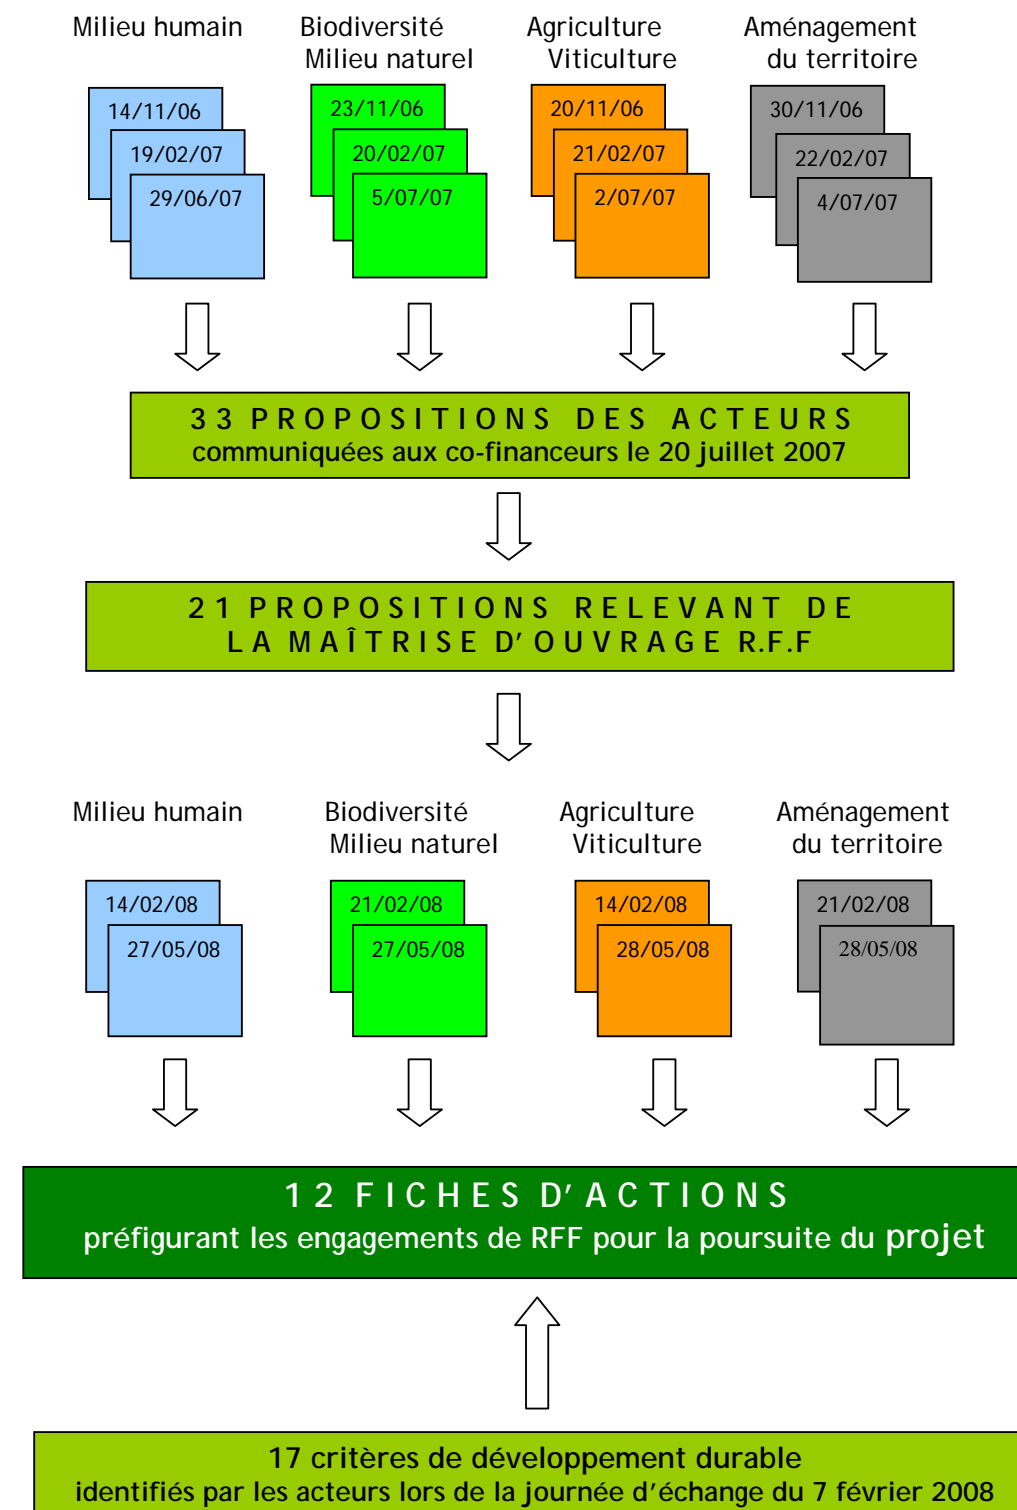 Milieu humain
Biodiversité
Milieu naturel
Agriculture
Viticulture
Aménagement
du territoire
14/11/06
19/02/07
29/06/07
23/11/06
20/02/07
5/07/07
20/11/06
21/02/07
2/07/07
30/11/06
22/02/07
4/07/07
33 PROPOSITIONS DES ACTEURS
communiquées aux co-financeurs le 20 juillet 2007
21 PROPOSITIONS RELEVANT DE
LA MAÎTRISE D'OUVRAGE R.F.F
Milieu humain
Biodiversité
Milieu naturel
Agriculture
Viticulture
Aménagement
du territoire
14/02/08
27/05/08
21/02/08
27/05/08
14/02/08
28/05/08
21/02/08
28/05/08
12 FICHES D'ACTIONS
préfigurant les engagements de RFF pour la poursuite du projet
17 critères de développement durable
identifiés par les acteurs lors de la journée d'échange du 7 février 2008